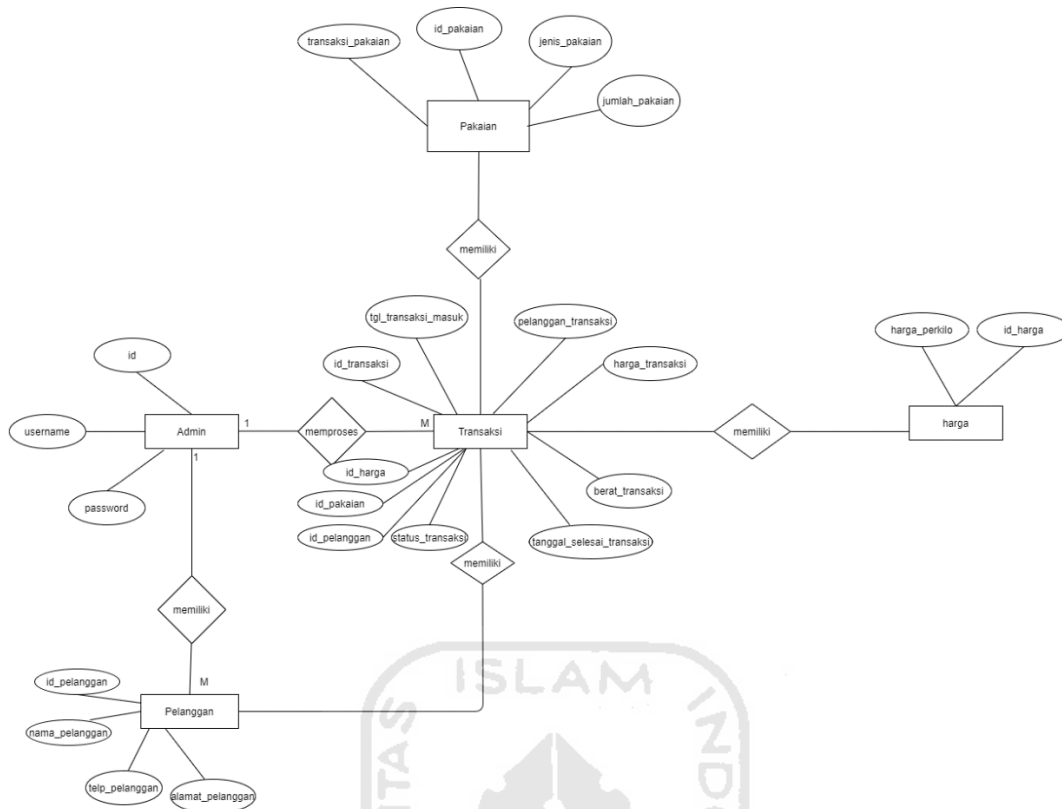 id_pakaian
transaksi_pakaian
jenis_pakaian
jumlah_pakaian
Pakaian
memiliki
tgl_transaksi_masuk
pelanggan_transaksi
harga_perkilo
id_harga
id
id_transaksi
harga_transaksi
username
Admin
1
memproses
M
Transaksi
memiliki
harga
1
id_harga
password
id_pakaian
berat_transaksi
id_pelanggan
status_transaksi
tanggal_selesai_transaksi
memiliki
memiliki
id_pelanggan
M
Pelanggan
nama_pelanggan
telp_pelanggan
alamat_pelanggan
ISLAM